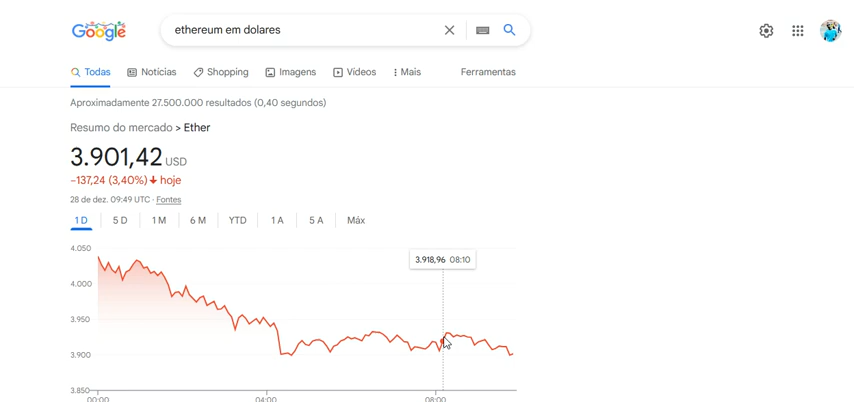 Google
ethereum em dolares
Todas Notícias Shopping Imagens Vídeos Mais Ferramentas
Aproximadamente 27.500.000 resultados (0,40 segundos)
Resumo do mercado > Ether
3.901,42 USD
−137,24 (3,40%) hoje
28 de dez. 09:49 UTC · Fontes
1 D 5 D 1 M 6 M YTD 1 A 5 A Máx
4.050
3.918,96 08:10
4.000
3.950
3.900
3.850
00:00 04:00 08:00